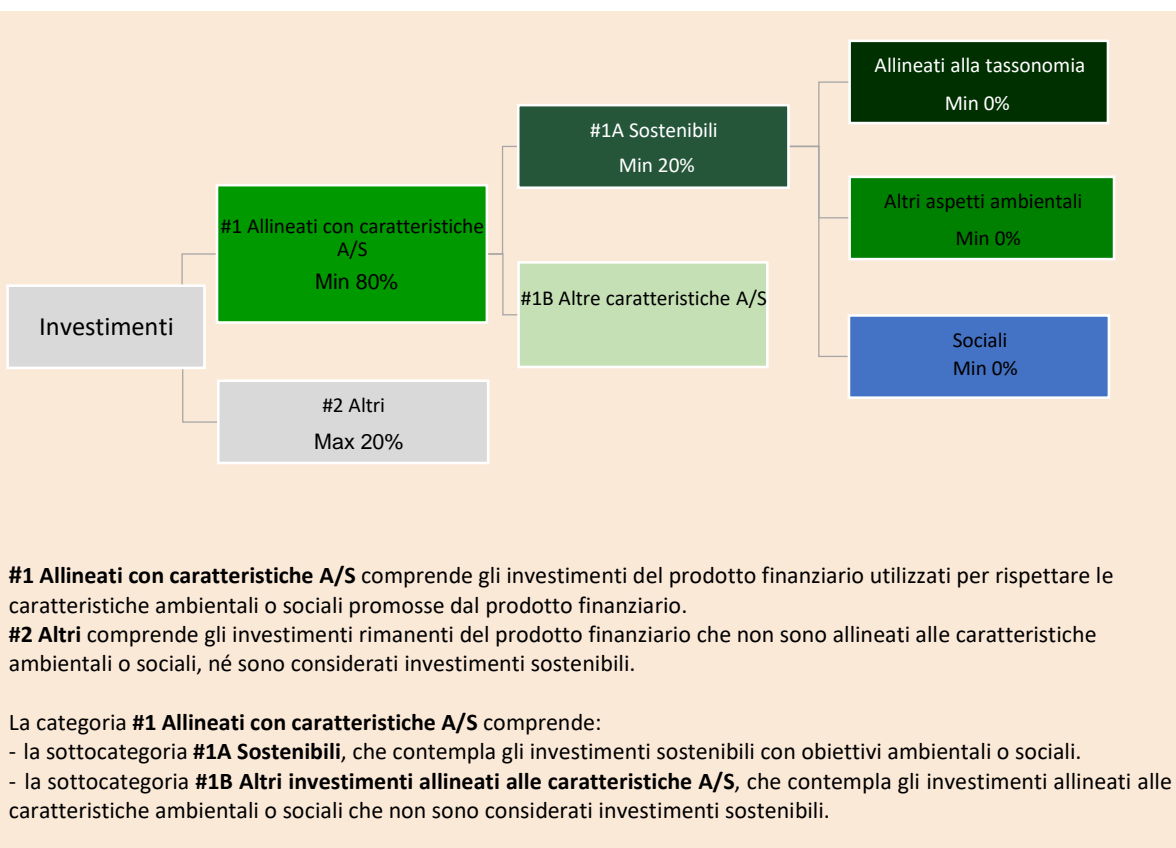 Investimenti
#1 Allineati con caratteristiche
A/S
Min 80%
#2 Altri
Max 20%
#1A Sostenibili
Min 20%
#1B Altre caratteristiche A/S
Allineati alla tassonomia
Min 0%
Altri aspetti ambientali
Min 0%
Sociali
Min 0%
#1 Allineati con caratteristiche A/S comprende gli investimenti del prodotto finanziario utilizzati per rispettare le
caratteristiche ambientali o sociali promosse dal prodotto finanziario.
#2 Altri comprende gli investimenti rimanenti del prodotto finanziario che non sono allineati alle caratteristiche
ambientali o sociali, né sono considerati investimenti sostenibili.
La categoria #1 Allineati con caratteristiche A/S comprende:
- la sottocategoria #1A Sostenibili, che contempla gli investimenti sostenibili con obiettivi ambientali o sociali.
- la sottocategoria #1B Altri investimenti allineati alle caratteristiche A/S, che contempla gli investimenti allineati alle
caratteristiche ambientali o sociali che non sono considerati investimenti sostenibili.